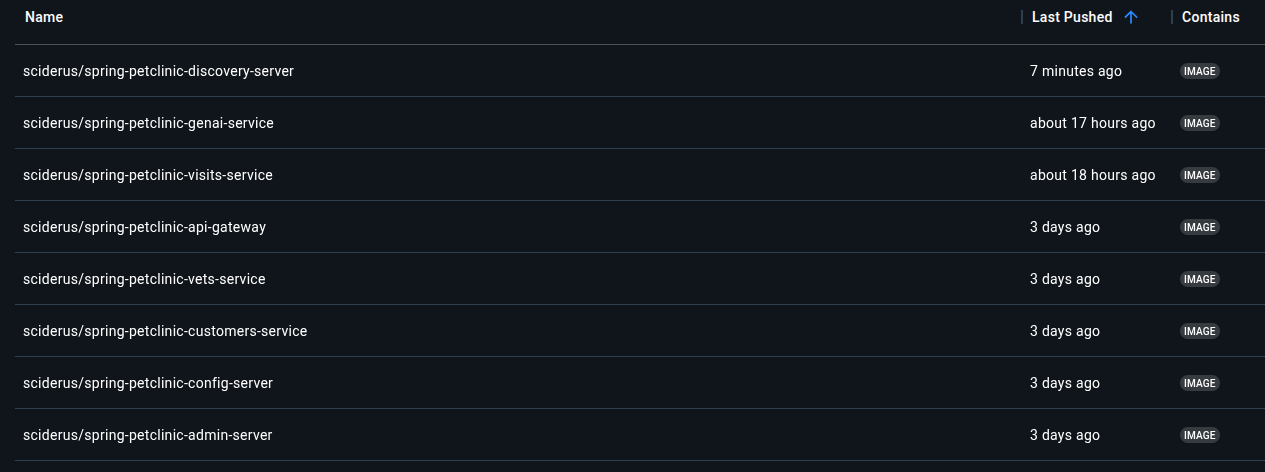 Name Last Pushed Contains
sciderus/spring-petclinic-discovery-server 7 minutes ago IMAGE
sciderus/spring-petclinic-genai-service about 17 hours ago IMAGE
sciderus/spring-petclinic-visits-service about 18 hours ago IMAGE
sciderus/spring-petclinic-api-gateway 3 days ago IMAGE
sciderus/spring-petclinic-vets-service 3 days ago IMAGE
sciderus/spring-petclinic-customers-service 3 days ago IMAGE
sciderus/spring-petclinic-config-server 3 days ago IMAGE
sciderus/spring-petclinic-admin-server 3 days ago IMAGE